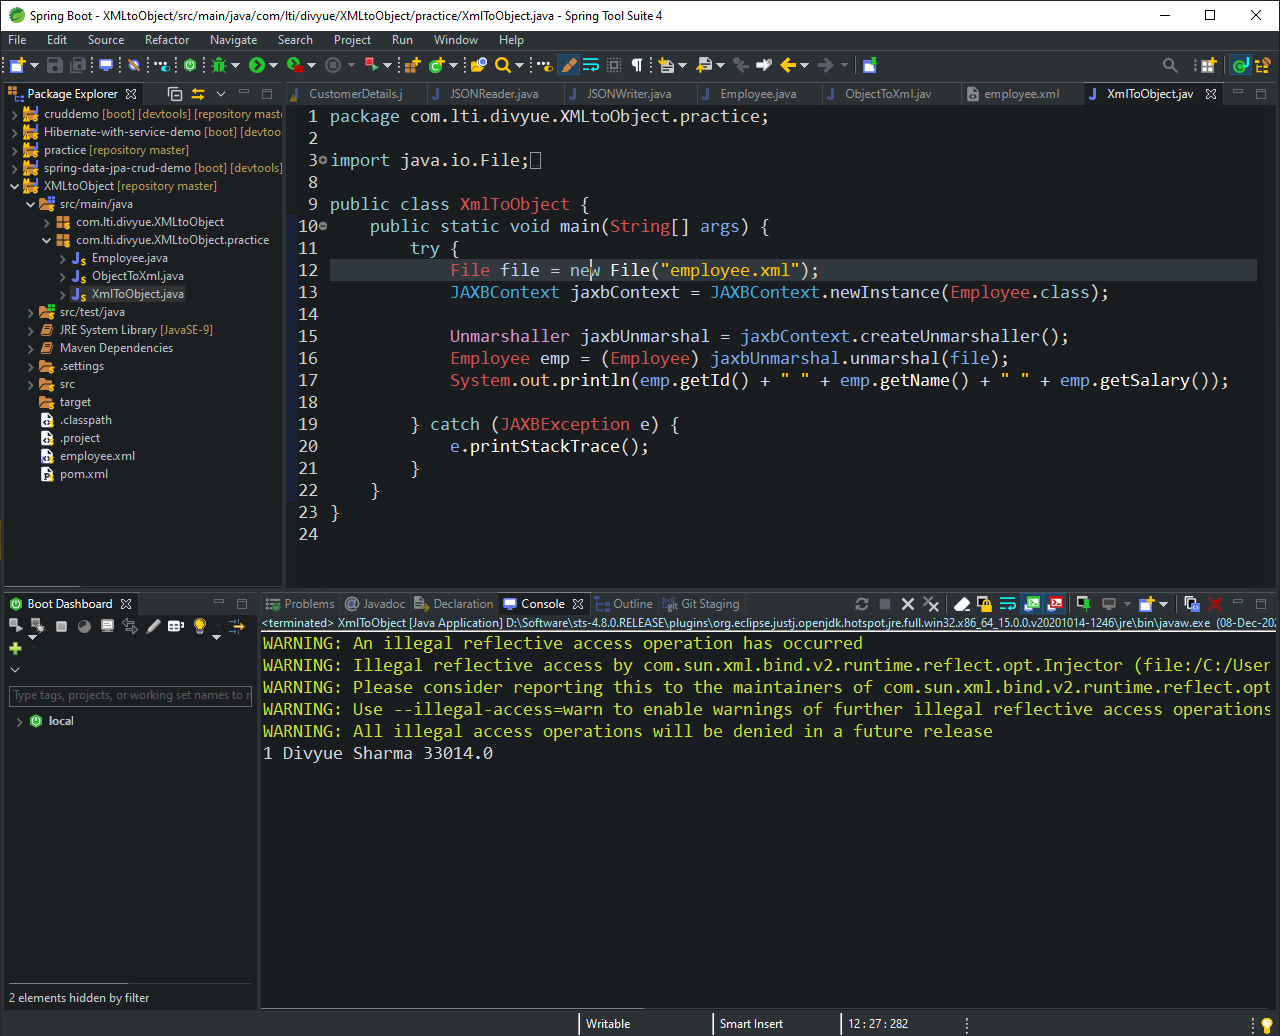 Spring Boot - XMLtoObject/src/main/java/com/lti/divyue/XMLtoObject/practice/XmlToObject.java - Spring Tool Suite 4
File Edit Source Refactor Navigate Search Project Run Window Help
Package Explorer
cruddemo [boot] [devtools] [repository mast
Hibernate-with-service-demo [boot] [devtoo
practice [repository master]
spring-data-jpa-crud-demo [boot] [devtools]
XMLtoObject [repository master]
src/main/java
com.lti.divyue.XMLtoObject
com.lti.divyue.XMLtoObject.practice
Employee.java
ObjectToXml.java
XmlToObject.java
src/test/java
JRE System Library [JavaSE-9]
Maven Dependencies
.settings
src
target
.classpath
.project
employee.xml
pom.xml
CustomerDetails.j JSONReader.java JSONWriter.java Employee.java ObjectToXml.jav employee.xml XmlToObject.jav
1 package com.lti.divyue.XMLtoObject.practice;
2
3 import java.io.File;
8
9 public class XmlToObject {
10 public static void main(String[] args) {
11 try {
12 File file = new File("employee.xml");
13 JAXBContext jaxbContext = JAXBContext.newInstance(Employee.class);
14
15 Unmarshaller jaxbUnmarshal = jaxbContext.createUnmarshaller();
16 Employee emp = (Employee) jaxbUnmarshal.unmarshal(file);
17 System.out.println(emp.getId() + " " + emp.getName() + " " + emp.getSalary());
18
19 } catch (JAXBException e) {
20 e.printStackTrace();
21 }
22 }
23 }
24
Boot Dashboard
Type tags, projects, or working set names to r
local
2 elements hidden by filter
Problems Javadoc Declaration Console Outline Git Staging
<terminated> XmlToObject [Java Application] D:\Software\sts-4.8.0.RELEASE\plugins\org.eclipse.justj.openjdk.hotspot.jre.full.win32.x86_64_15.0.0.v20201014-1246\jre\bin\javaw.exe (08-Dec-202
WARNING: An illegal reflective access operation has occurred
WARNING: Illegal reflective access by com.sun.xml.bind.v2.runtime.reflect.opt.Injector (file:/C:/User
WARNING: Please consider reporting this to the maintainers of com.sun.xml.bind.v2.runtime.reflect.opt
WARNING: Use --illegal-access=warn to enable warnings of further illegal reflective access operations
WARNING: All illegal access operations will be denied in a future release
1 Divyue Sharma 33014.0
Writable Smart Insert 12 : 27 : 282